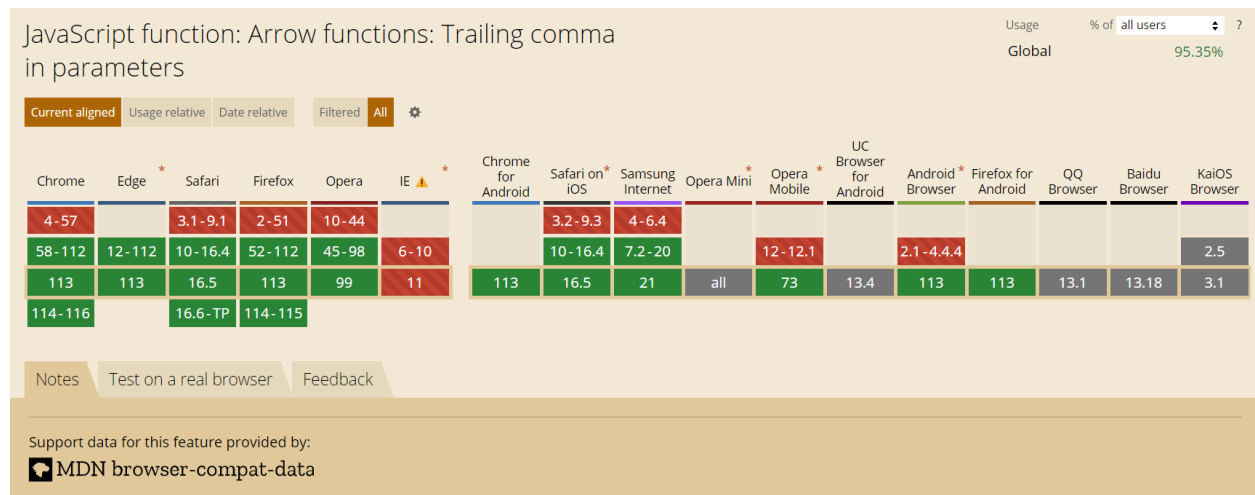 JavaScript function: Arrow functions: Trailing comma
in parameters
Usage % of all users ?
Global 95.35%
Current aligned Usage relative Date relative Filtered All
Chrome Edge * Safari Firefox Opera IE *
Chrome for Android Safari on iOS * Samsung Internet Opera Mini * Opera Mobile * UC Browser for Android Android Browser * Firefox for Android QQ Browser Baidu Browser KaiOS Browser
4-57 3.1-9.1 2-51 10-44 3.2-9.3 4-6.4
58-112 12-112 10-16.4 52-112 45-98 6-10 10-16.4 7.2-20 12-12.1 2.1-4.4.4 2.5
113 113 16.5 113 99 11 113 16.5 21 all 73 13.4 113 113 13.1 13.18 3.1
114-116 16.6-TP 114-115
Notes Test on a real browser Feedback
Support data for this feature provided by:
MDN browser-compat-data